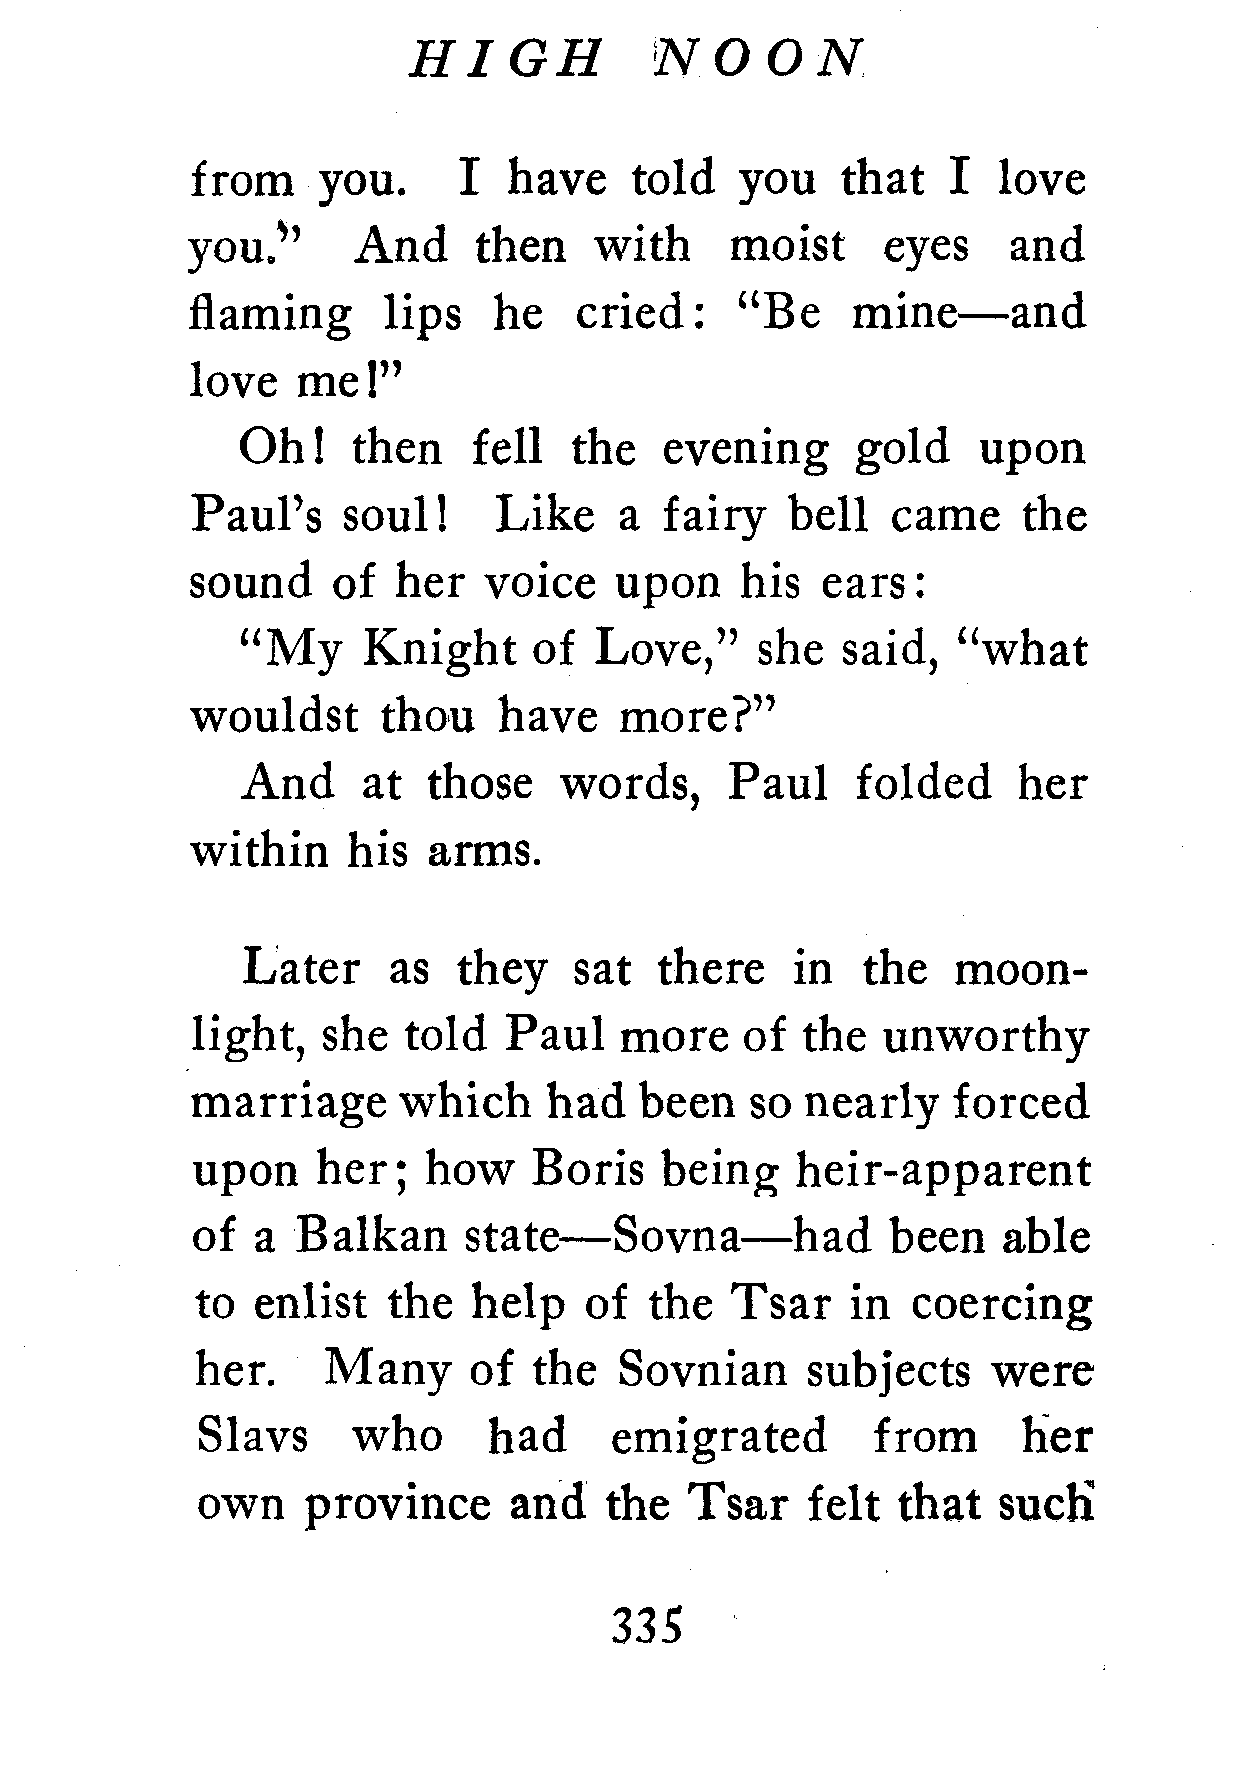 HIGH NOON
from you. I have told you that I love
you." And then with moist eyes and
flaming lips he cried: "Be mine—and
love me!"
Oh! then fell the evening gold upon
Paul's soul! Like a fairy bell came the
sound of her voice upon his ears:
"My Knight of Love," she said, "what
wouldst thou have more?"
And at those words, Paul folded her
within his arms.
Later as they sat there in the moon-
light, she told Paul more of the unworthy
marriage which had been so nearly forced
upon her; how Boris being heir-apparent
of a Balkan state—Sovna—had been able
to enlist the help of the Tsar in coercing
her. Many of the Sovnian subjects were
Slavs who had emigrated from her
own province and the Tsar felt that such
335